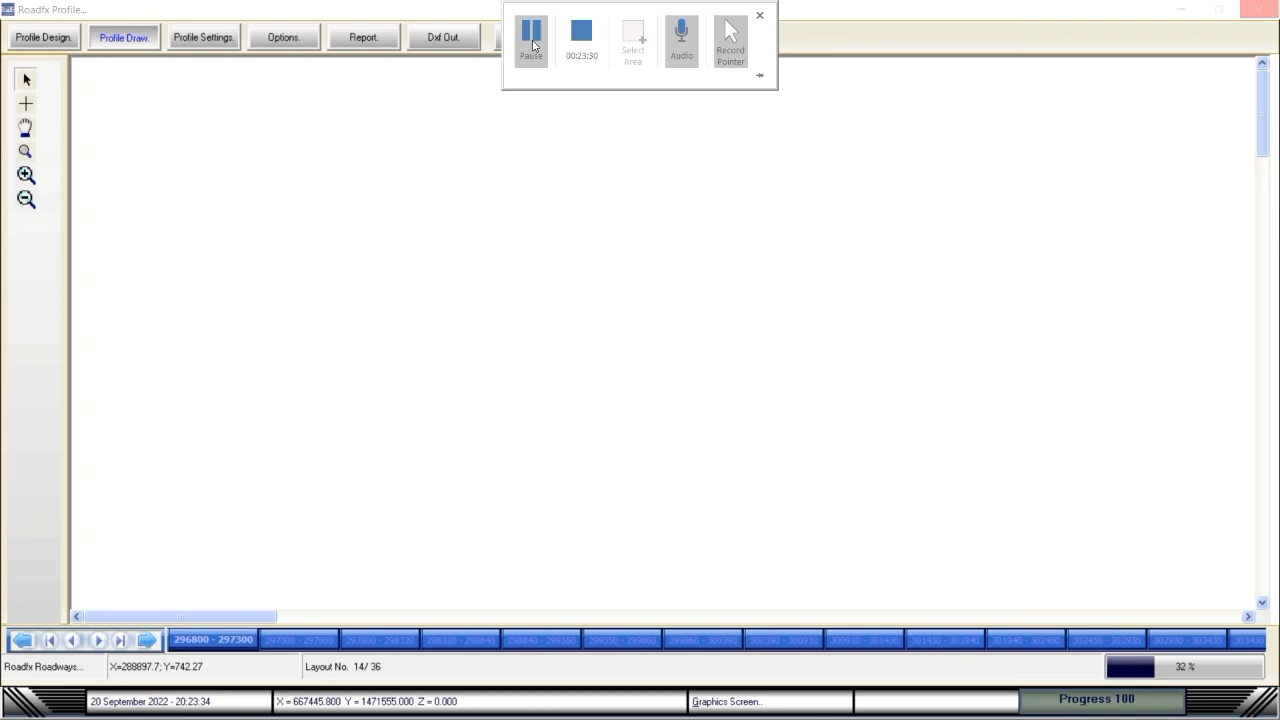 Roadfx Profile...
Profile Design.
Profile Draw.
Profile Settings.
Options.
Report.
Dxf Out.
Pause
00:23:30
Select
Area
Audio
Record
Pointer
296800 - 297300
Roadfx Roadways...
X=288897.7; Y=742.27
Layout No. 14/ 36
32 %
20 September 2022 - 20:23:34
X = 667445.800 Y = 1471555.000 Z = 0.000
Graphics Screen..
Progress 100